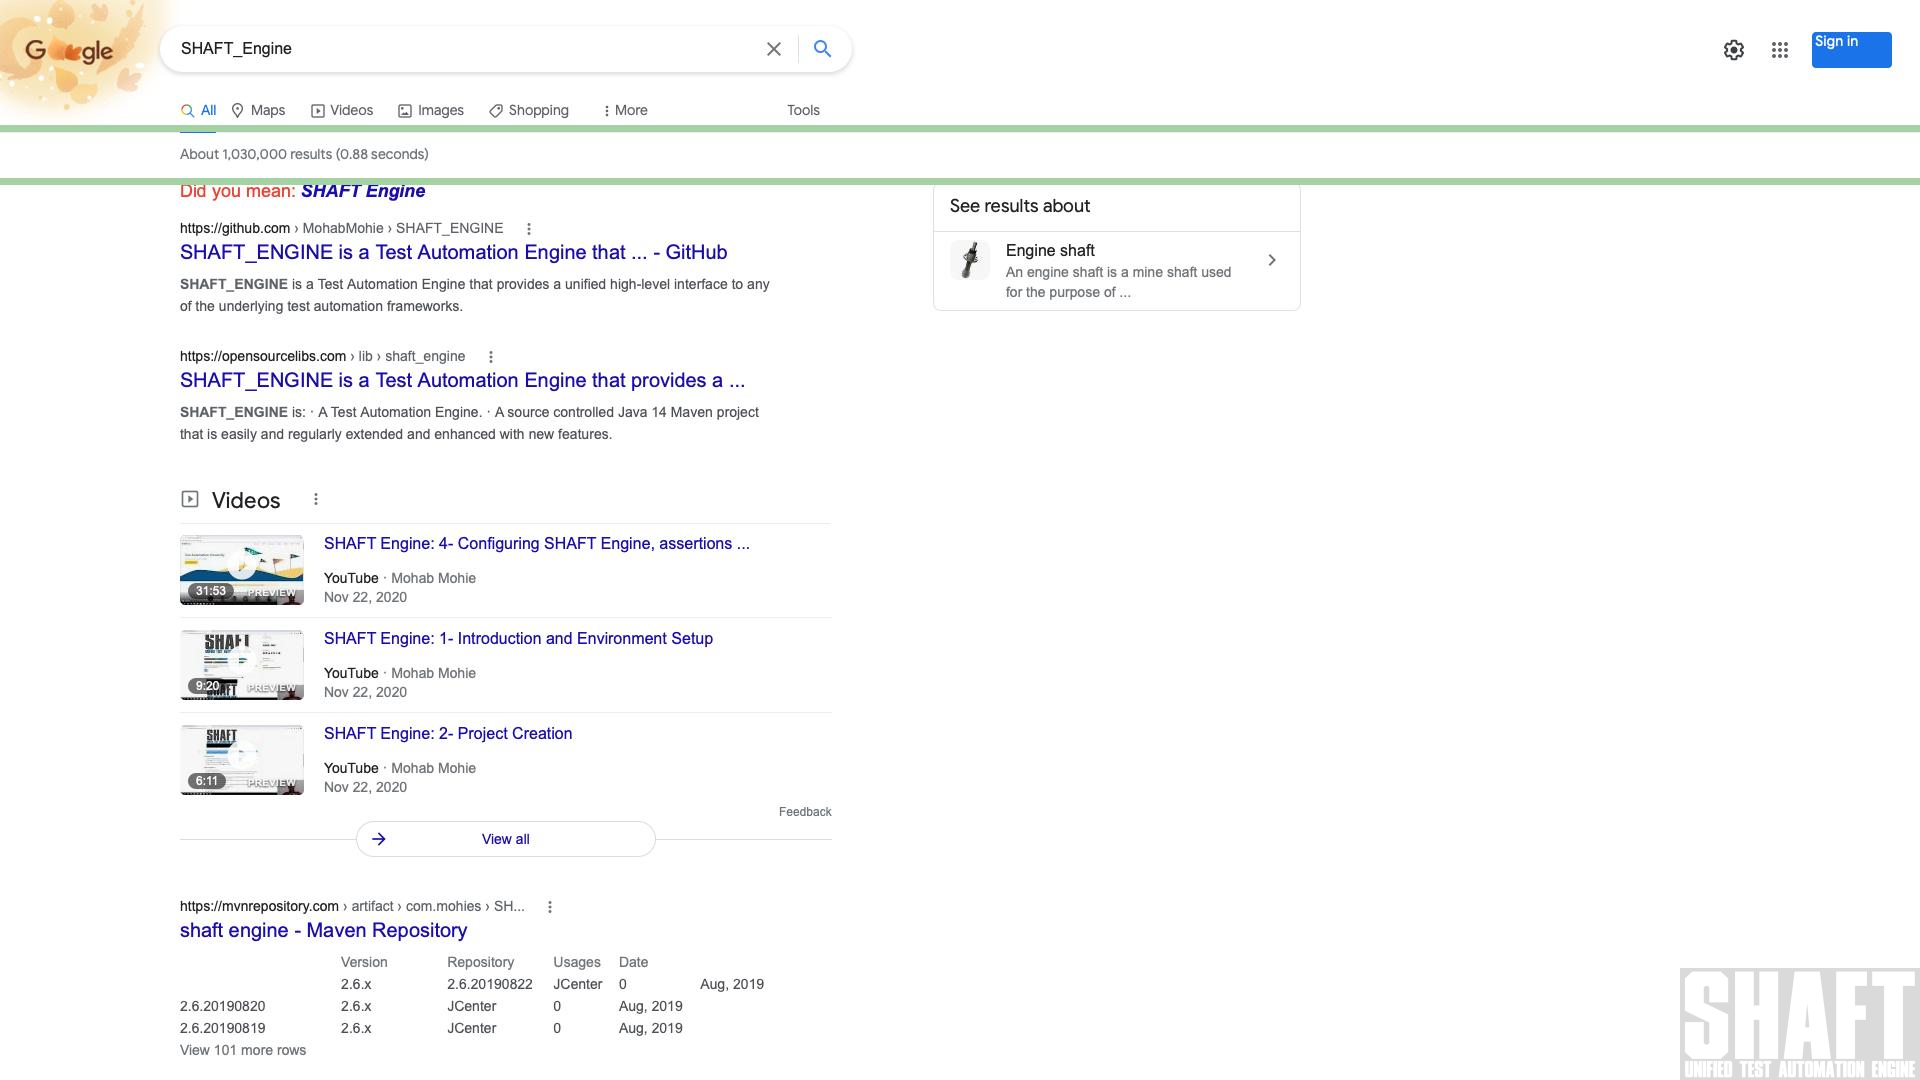 Google
SHAFT_Engine
Sign in
All Maps Videos Images Shopping More Tools
About 1,030,000 results (0.88 seconds)
Did you mean: SHAFT Engine
https://github.com › MohabMohie › SHAFT_ENGINE
SHAFT_ENGINE is a Test Automation Engine that ... - GitHub
SHAFT_ENGINE is a Test Automation Engine that provides a unified high-level interface to any
of the underlying test automation frameworks.
https://opensourcelibs.com › lib › shaft_engine
SHAFT_ENGINE is a Test Automation Engine that provides a ...
SHAFT_ENGINE is: · A Test Automation Engine. · A source controlled Java 14 Maven project
that is easily and regularly extended and enhanced with new features.
Videos
SHAFT Engine: 4- Configuring SHAFT Engine, assertions ...
YouTube · Mohab Mohie
31:53 PREVIEW
Nov 22, 2020
SHAFT
SHAFT Engine: 1- Introduction and Environment Setup
YouTube · Mohab Mohie
9:20 PREVIEW
Nov 22, 2020
SHAFT
SHAFT Engine: 2- Project Creation
YouTube · Mohab Mohie
6:11 PREVIEW
Nov 22, 2020
Feedback
View all
https://mvnrepository.com › artifact › com.mohies › SH...
shaft engine - Maven Repository
Version Repository Usages Date
2.6.x 2.6.20190822 JCenter 0 Aug, 2019
2.6.20190820 2.6.x JCenter 0 Aug, 2019
2.6.20190819 2.6.x JCenter 0 Aug, 2019
View 101 more rows
See results about
Engine shaft
An engine shaft is a mine shaft used
for the purpose of ...
SHAFT
UNIFIED TEST AUTOMATION ENGINE